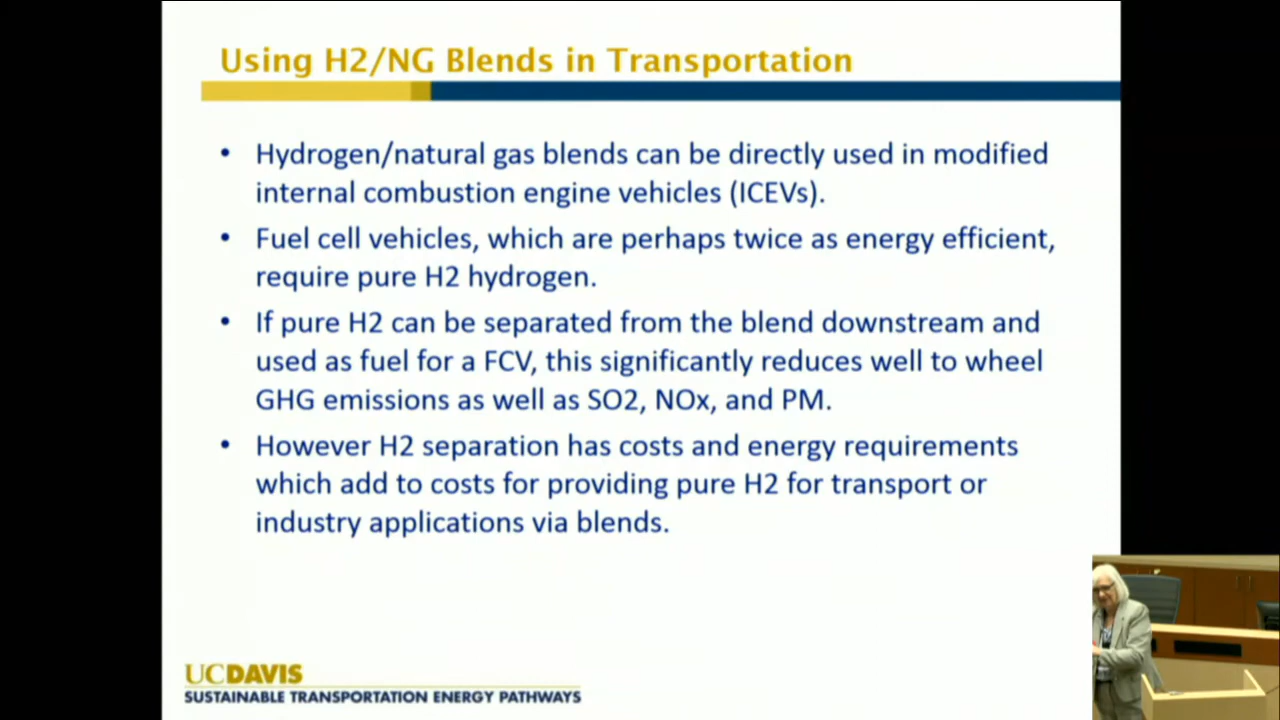 Using H2/NG Blends in Transportation
• Hydrogen/natural gas blends can be directly used in modified
internal combustion engine vehicles (ICEVs).
• Fuel cell vehicles, which are perhaps twice as energy efficient,
require pure H2 hydrogen.
• If pure H2 can be separated from the blend downstream and
used as fuel for a FCV, this significantly reduces well to wheel
GHG emissions as well as SO2, NOx, and PM.
• However H2 separation has costs and energy requirements
which add to costs for providing pure H2 for transport or
industry applications via blends.
UCDAVIS
SUSTAINABLE TRANSPORTATION ENERGY PATHWAYS